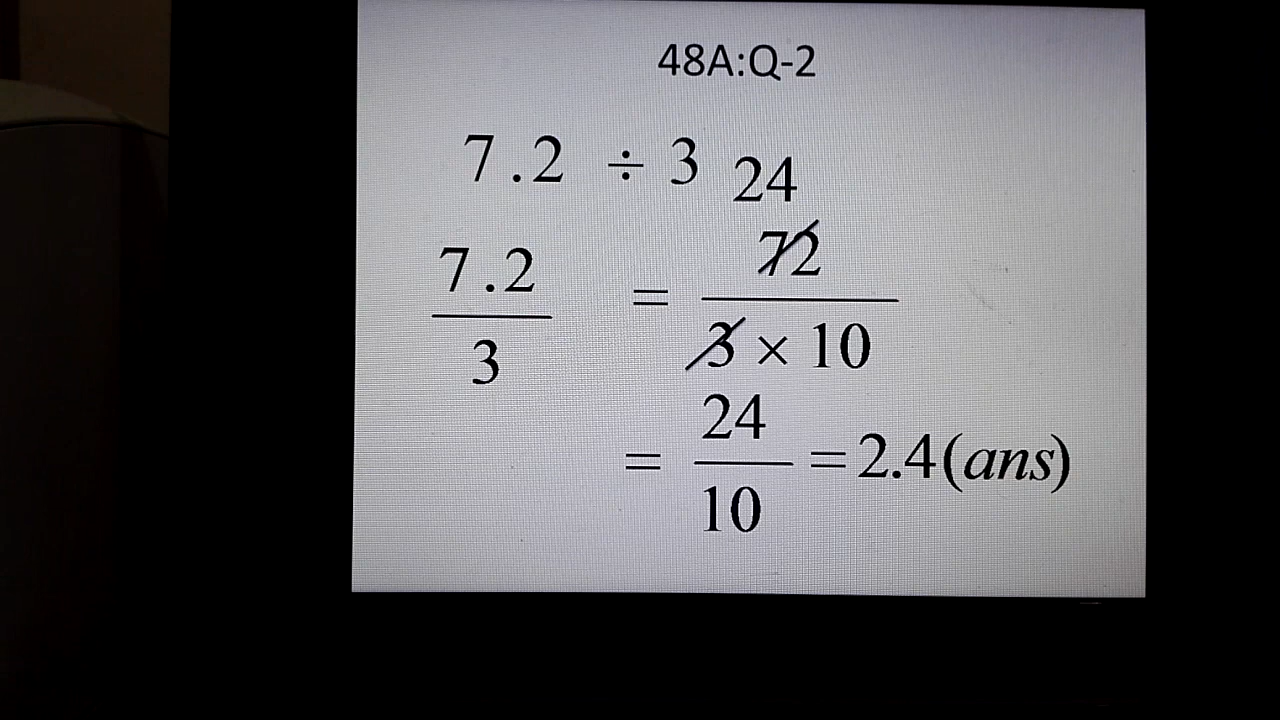 48A:Q-2
7.2 ÷ 3
24
7.2 = 72
3 3 × 10
= 24 = 2.4(ans)
10